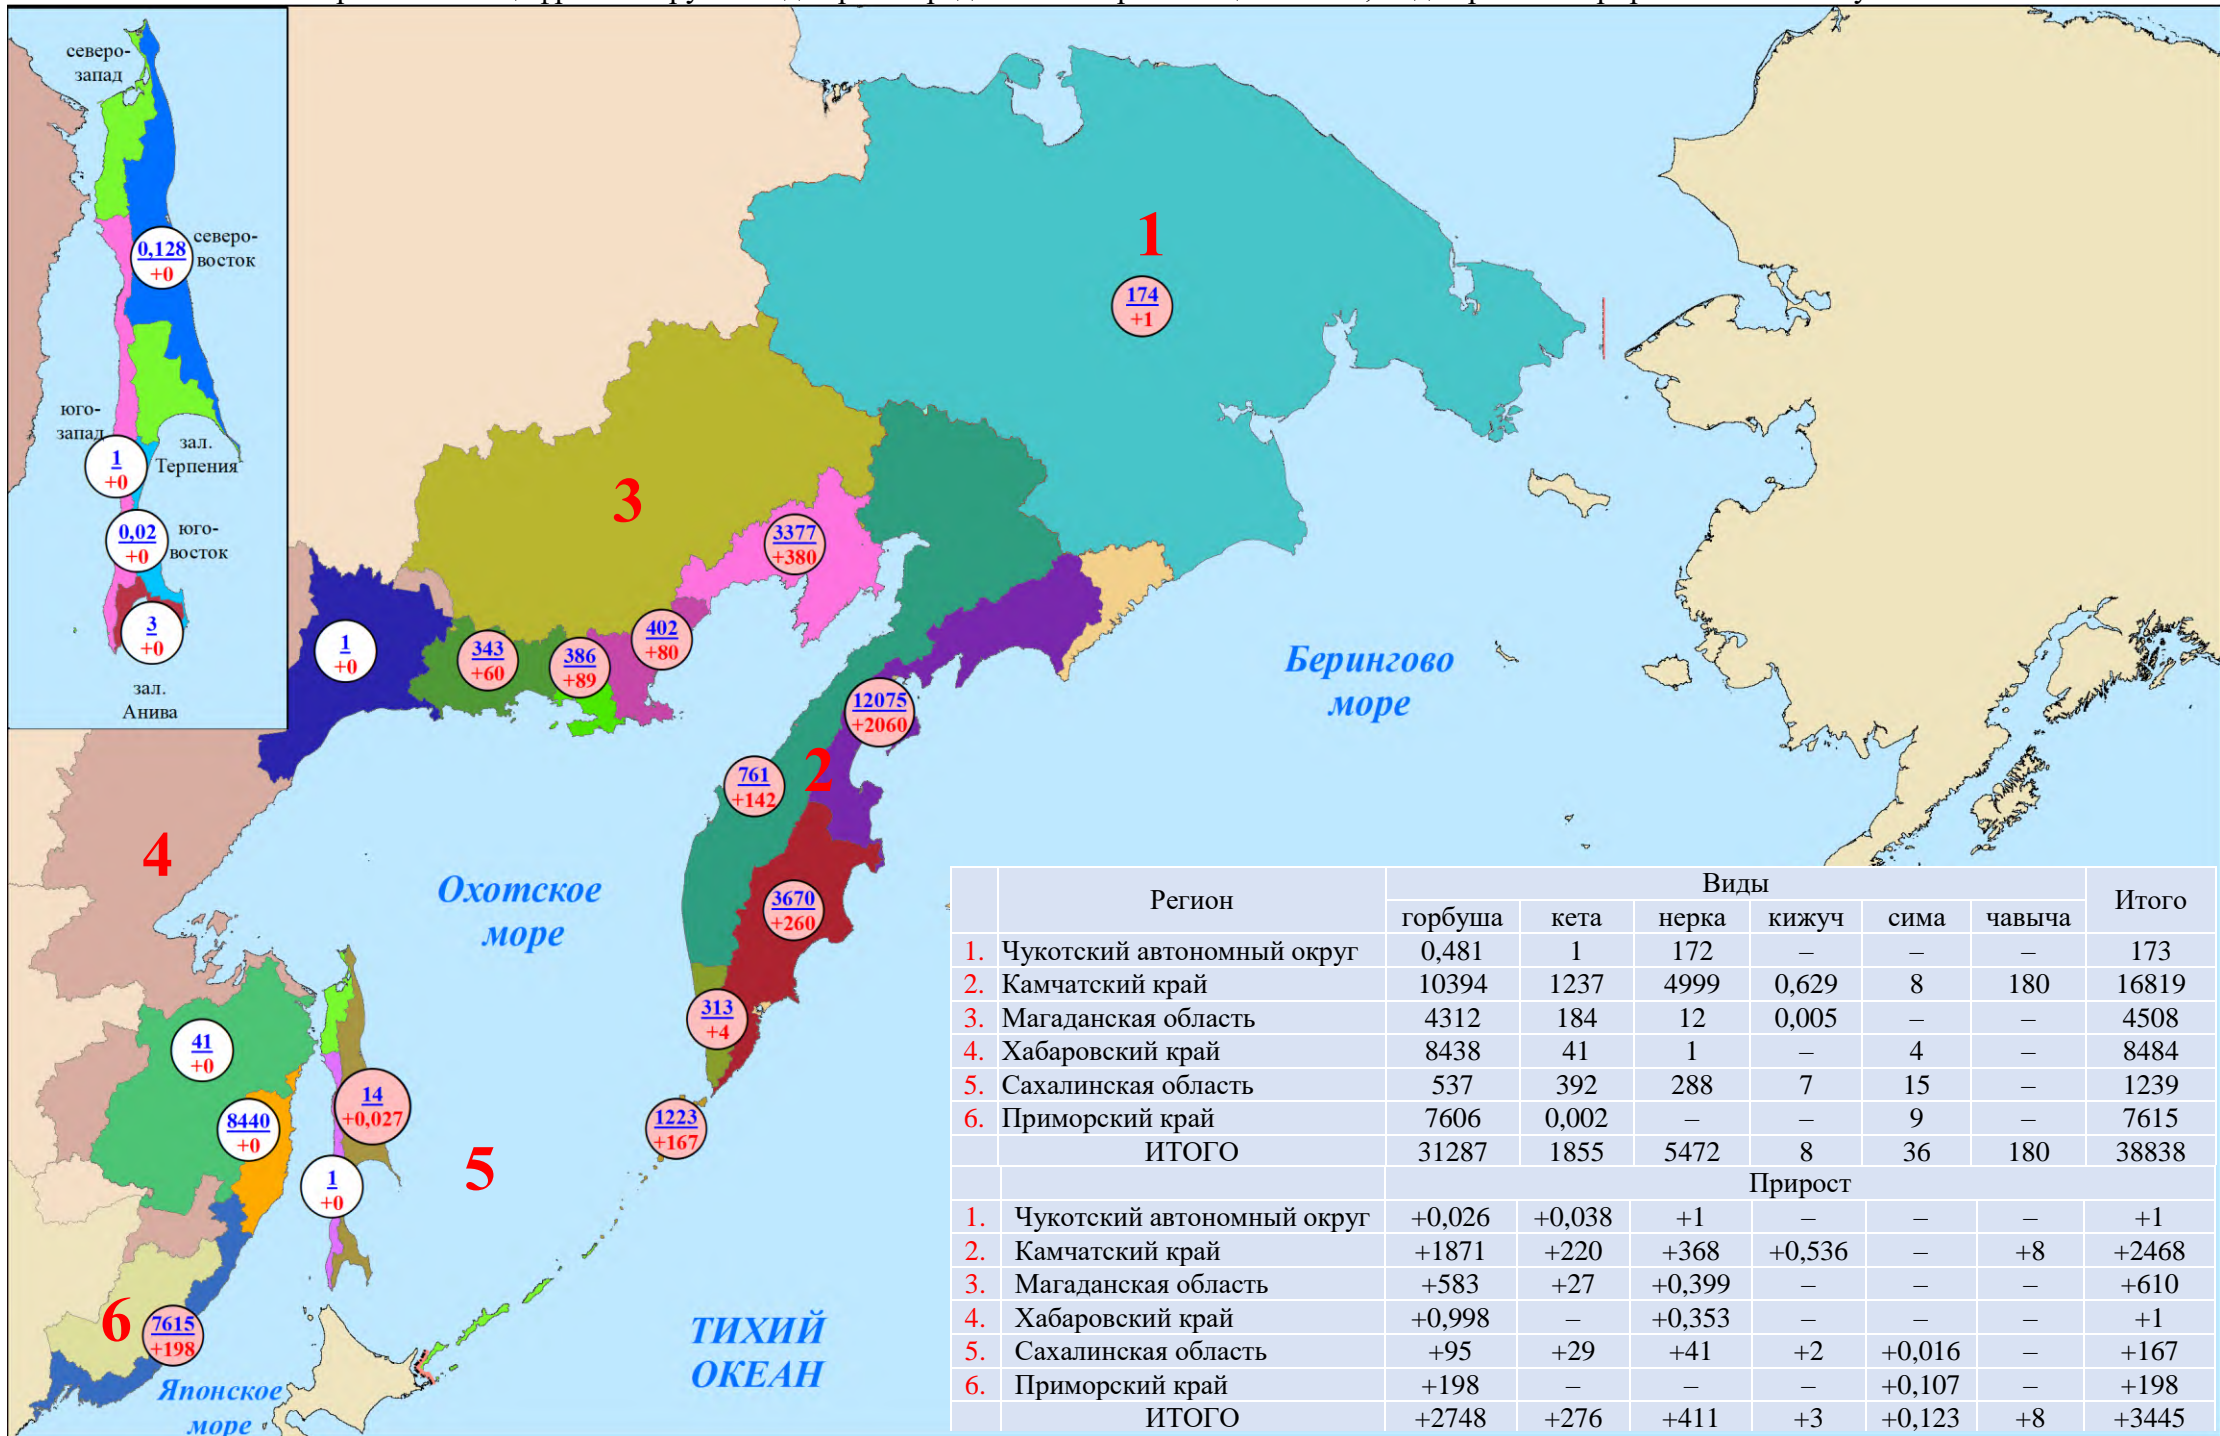 северо-
запад
северо-
восток
0,128
+0
юго-
запад
зал.
Терпения
1
+0
0,02
+0
юго-
восток
3
+0
зал.
Анива
1
174
+1
3
3377
+380
402
+80
386
+89
343
+60
1
+0
12075
+2060
2
761
+142
3670
+260
313
+4
1223
+167
4
41
+0
8440
+0
14
+0,027
1
+0
5
6
7615
+198
Берингово
море
Охотское
море
ТИХИЙ
ОКЕАН
Японское
море
Регион Виды Итого
горбуша кета нерка кижуч сима чавыча
1. Чукотский автономный округ 0,481 1 172 – – – 173
2. Камчатский край 10394 1237 4999 0,629 8 180 16819
3. Магаданская область 4312 184 12 0,005 – – 4508
4. Хабаровский край 8438 41 1 – 4 – 8484
5. Сахалинская область 537 392 288 7 15 – 1239
6. Приморский край 7606 0,002 – – 9 – 7615
ИТОГО 31287 1855 5472 8 36 180 38838
Прирост
1. Чукотский автономный округ +0,026 +0,038 +1 – – – +1
2. Камчатский край +1871 +220 +368 +0,536 – +8 +2468
3. Магаданская область +583 +27 +0,399 – – – +610
4. Хабаровский край +0,998 – +0,353 – – – +1
5. Сахалинская область +95 +29 +41 +2 +0,016 – +167
6. Приморский край +198 – – – +0,107 – +198
ИТОГО +2748 +276 +411 +3 +0,123 +8 +3445